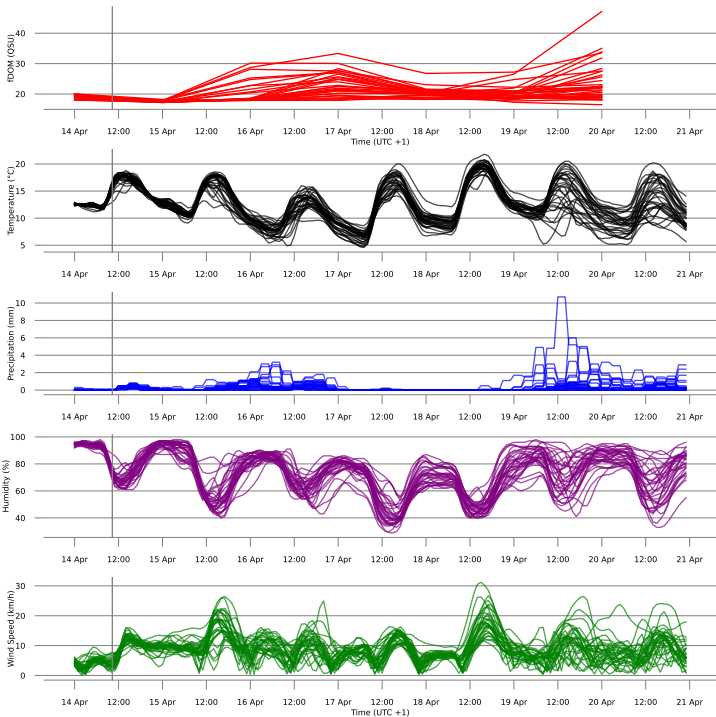 fDOM (QSU)
40
30
20
14 Apr 12:00 15 Apr 12:00 16 Apr 12:00 17 Apr 12:00 18 Apr 12:00 19 Apr 12:00 20 Apr 12:00 21 Apr
Time (UTC +1)
Temperature (°C)
20
15
10
5
14 Apr 12:00 15 Apr 12:00 16 Apr 12:00 17 Apr 12:00 18 Apr 12:00 19 Apr 12:00 20 Apr 12:00 21 Apr
Precipitation (mm)
10
8
6
4
2
0
14 Apr 12:00 15 Apr 12:00 16 Apr 12:00 17 Apr 12:00 18 Apr 12:00 19 Apr 12:00 20 Apr 12:00 21 Apr
Humidity (%)
100
80
60
40
14 Apr 12:00 15 Apr 12:00 16 Apr 12:00 17 Apr 12:00 18 Apr 12:00 19 Apr 12:00 20 Apr 12:00 21 Apr
Wind Speed (km/h)
30
20
10
0
14 Apr 12:00 15 Apr 12:00 16 Apr 12:00 17 Apr 12:00 18 Apr 12:00 19 Apr 12:00 20 Apr 12:00 21 Apr
Time (UTC +1)